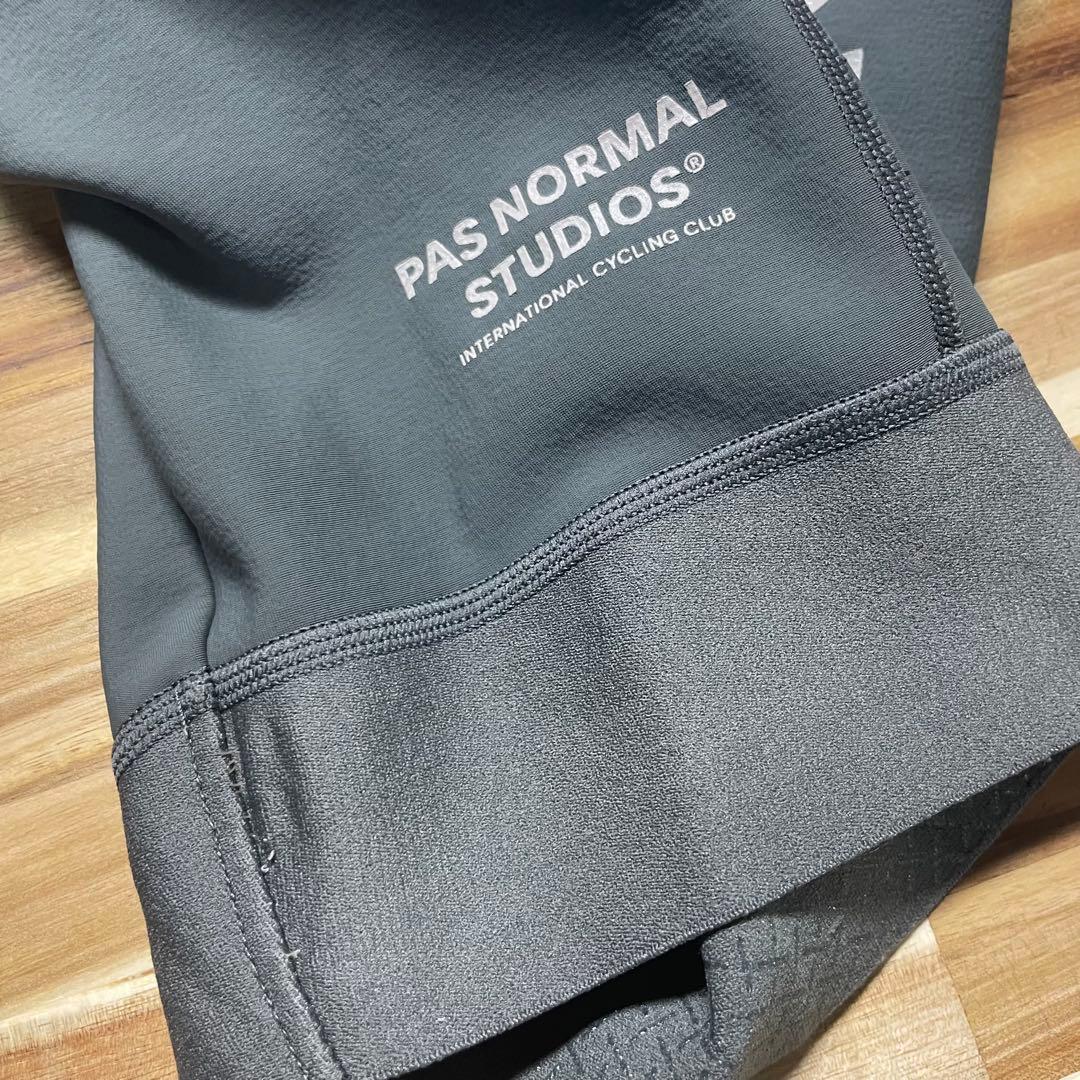 PAS NORMAL
STUDIOS®
INTERNATIONAL CYCLING CLUB